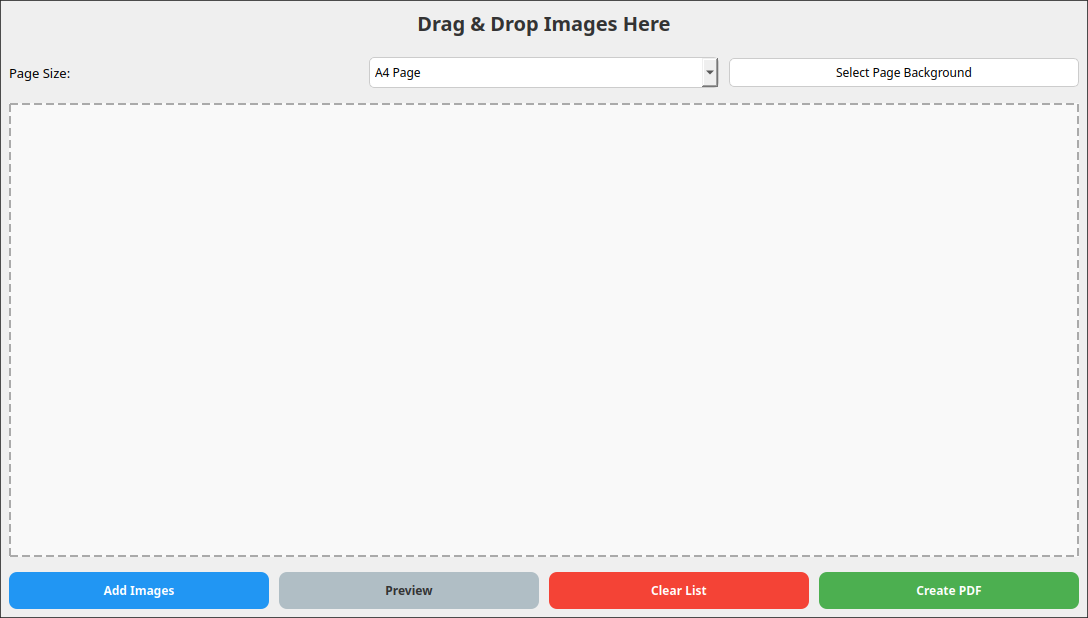 Drag & Drop Images Here
Page Size:
A4 Page
Select Page Background
Add Images
Preview
Clear List
Create PDF